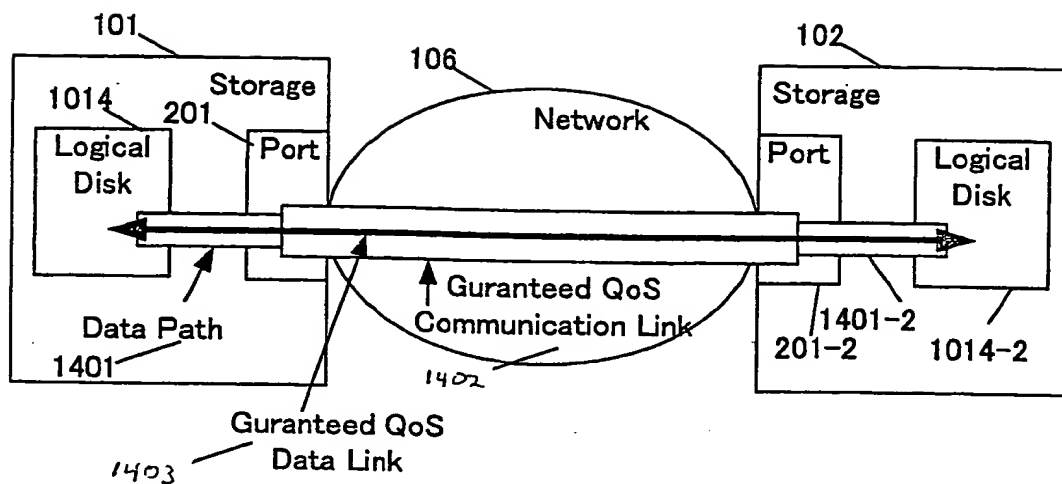 101
102
106
1014
Storage
Storage
201
Network
Logical
Disk
Port
Port
Logical
Disk
Guranteed QoS
Communication Link
Data Path
1401
1401-2
201-2
1014-2
1402
Guranteed QoS
Data Link
1403